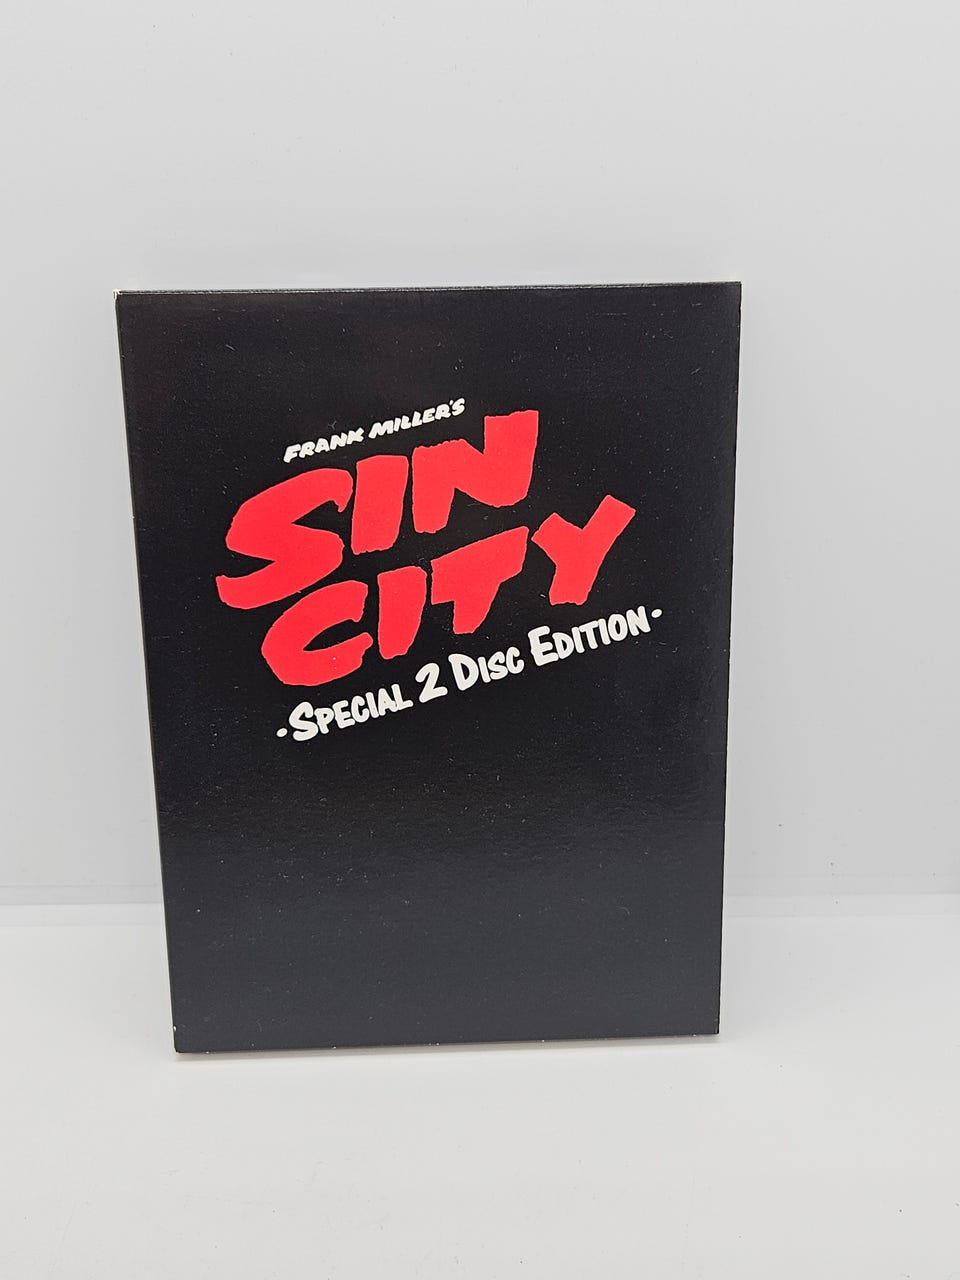 FRANK MILLER'S
SIN
CITY
·SPECIAL 2 DISC EDITION·